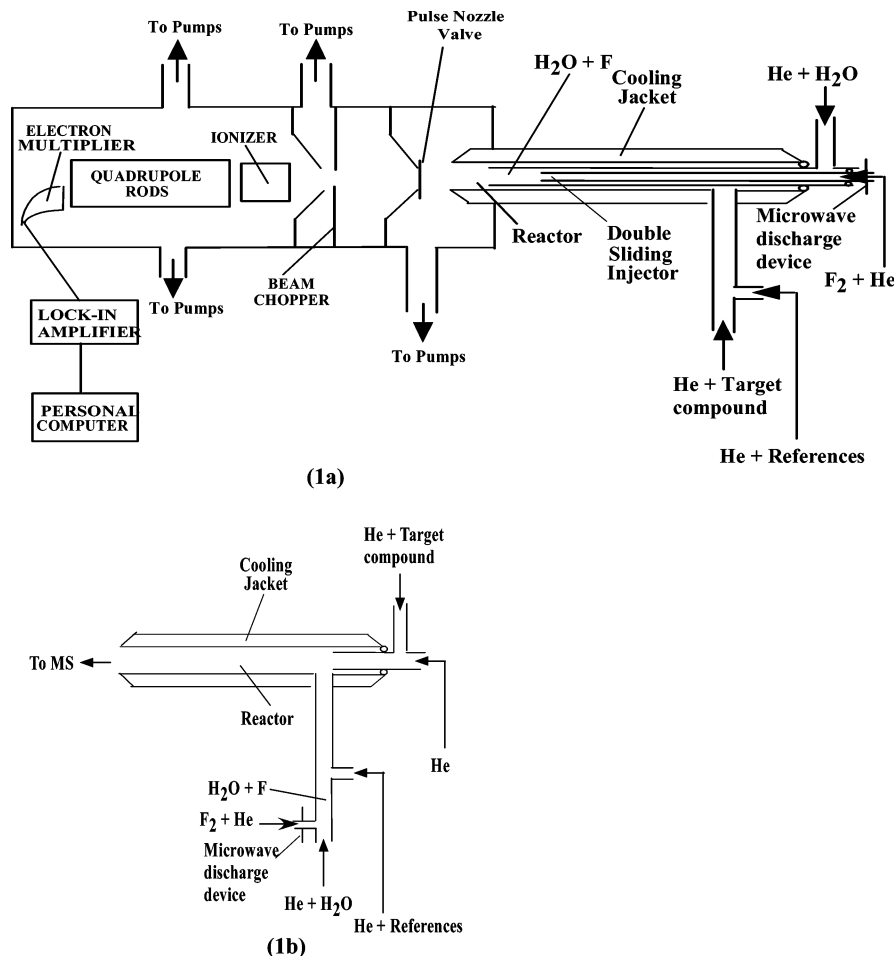 Pulse Nozzle
Valve
To Pumps
To Pumps
H2O + F
Cooling
Jacket
He + H2O
ELECTRON
MULTIPLIER
IONIZER
QUADRUPOLE
RODS
Reactor
Double
Sliding
Injector
Microwave
discharge
device
F2 + He
BEAM
CHOPPER
To Pumps
LOCK-IN
AMPLIFIER
To Pumps
He + Target
compound
PERSONAL
COMPUTER
He + References
(1a)
He + Target
compound
Cooling
Jacket
To MS
Reactor
He
H2O + F
F2 + He
Microwave
discharge
device
He + H2O
He + References
(1b)